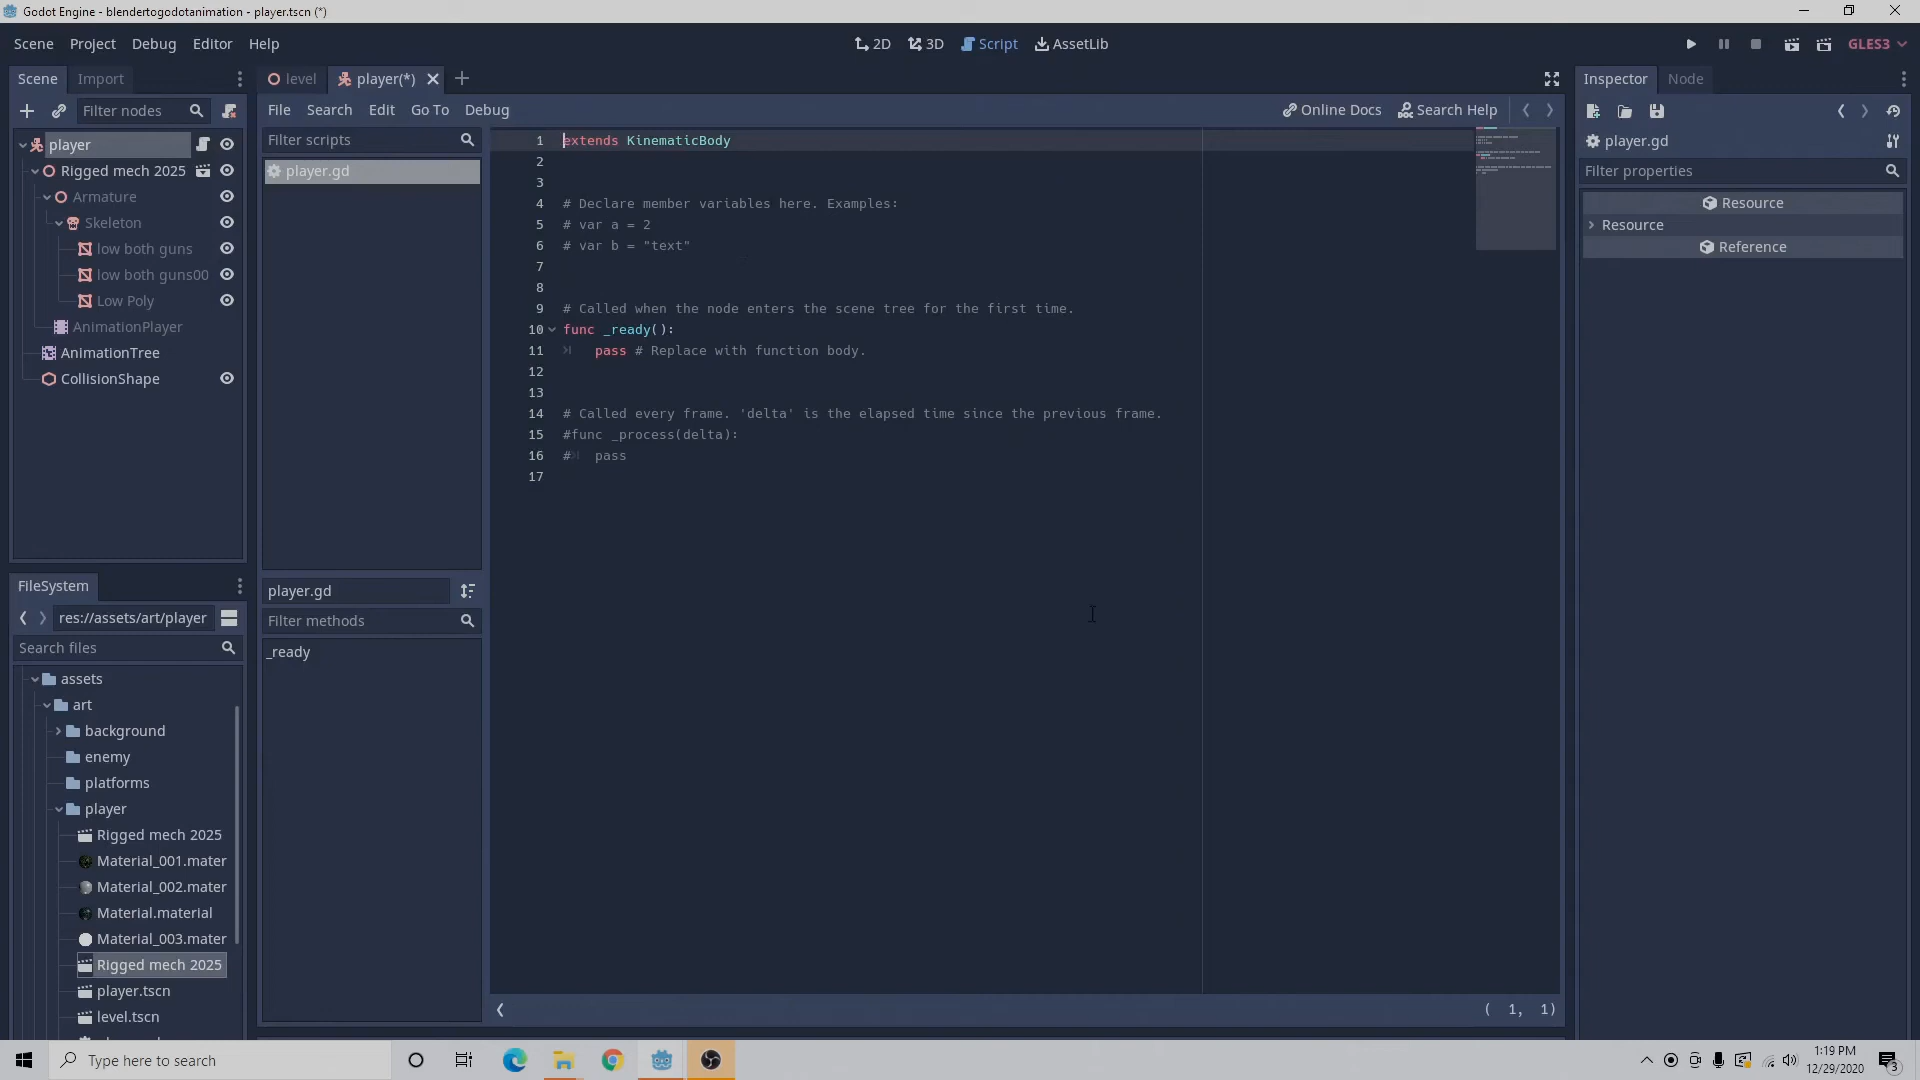 Godot Engine - blendertogodotanimation - player.tscn (*)
Scene Project Debug Editor Help
2D 3D Script AssetLib
GLES3
Scene Import
level player(*)
Inspector Node
Filter nodes
File Search Edit Go To Debug
Online Docs Search Help
Filter scripts
player.gd
player.gd
Filter properties
Resource
Resource
Reference
player
Rigged mech 2025
Armature
Skeleton
low both guns
low both guns00
Low Poly
AnimationPlayer
AnimationTree
CollisionShape
1 extends KinematicBody
2
3
4 # Declare member variables here. Examples:
5 # var a = 2
6 # var b = "text"
7
8
9 # Called when the node enters the scene tree for the first time.
10 func _ready():
11 pass # Replace with function body.
12
13
14 # Called every frame. 'delta' is the elapsed time since the previous frame.
15 #func _process(delta):
16 # pass
17
player.gd
Filter methods
_ready
FileSystem
res://assets/art/player
Search files
assets
art
background
enemy
platforms
player
Rigged mech 2025
Material_001.mater
Material_002.mater
Material.material
Material_003.mater
Rigged mech 2025
player.tscn
level.tscn
( 1, 1)
Type here to search
1:19 PM
12/29/2020
3